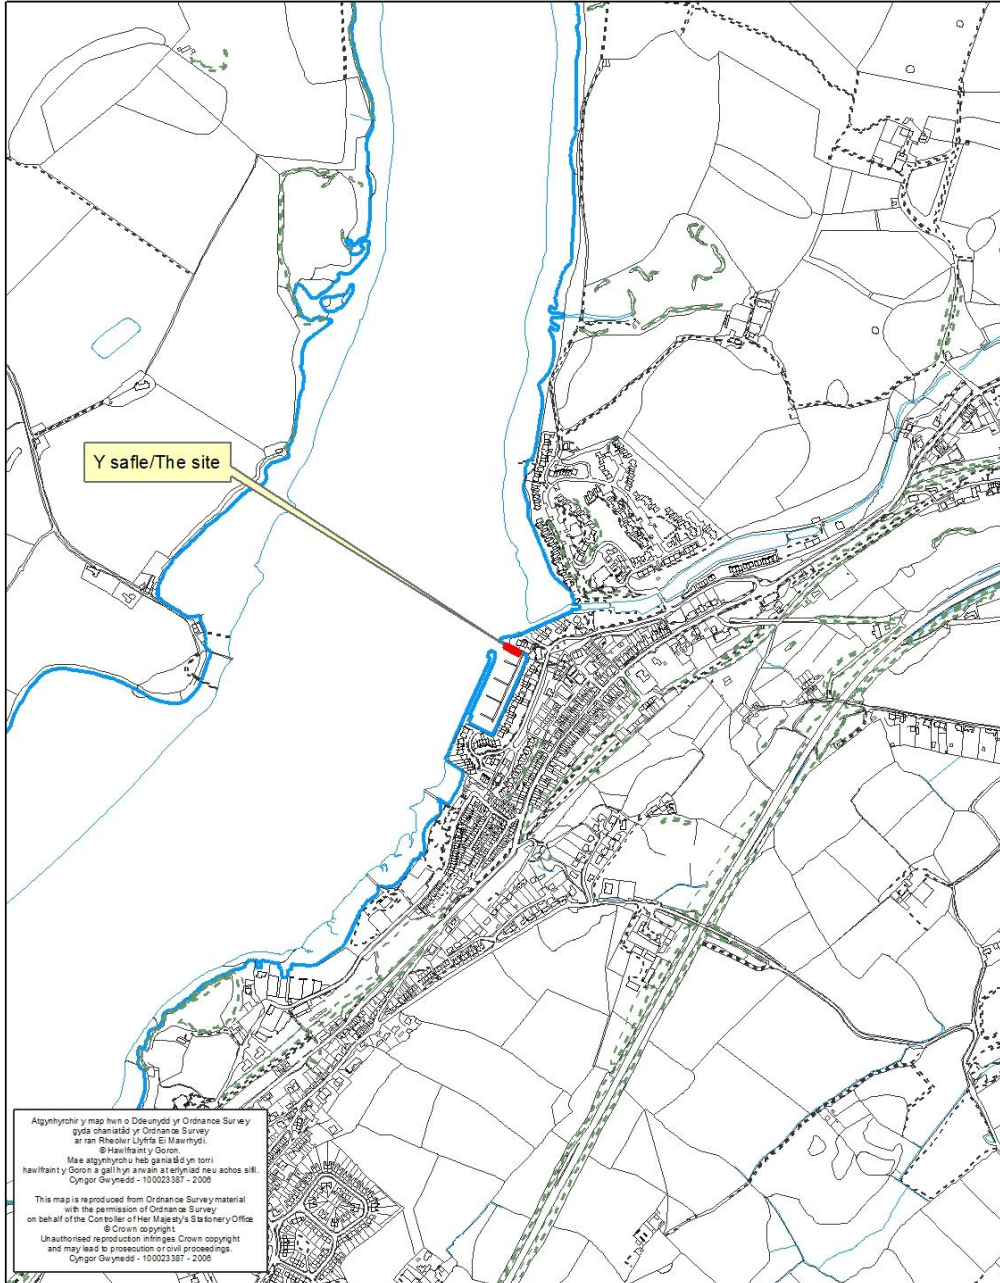 Y safle/The site
Atgynhyrchir y map hwn o Ddeunydd yr Ordnance Survey
gyda chaniatâd yr Ordnance Survey
ar ran Rheolwr Llyfrfa Ei Mawrhydi.
© Hawlfraint y Goron.
Mae atgynhyrchu heb ganiatâd yn torri
hawlfraint y Goron a gall hyn arwain at erlyniad neu achos sifil.
Cyngor Gwynedd - 100023387 - 2006
This map is reproduced from Ordnance Survey material
with the permission of Ordnance Survey
on behalf of the Controller of Her Majesty's Stationery Office
© Crown copyright.
Unauthorised reproduction infringes Crown copyright
and may lead to prosecution or civil proceedings.
Cyngor Gwynedd - 100023387 - 2006